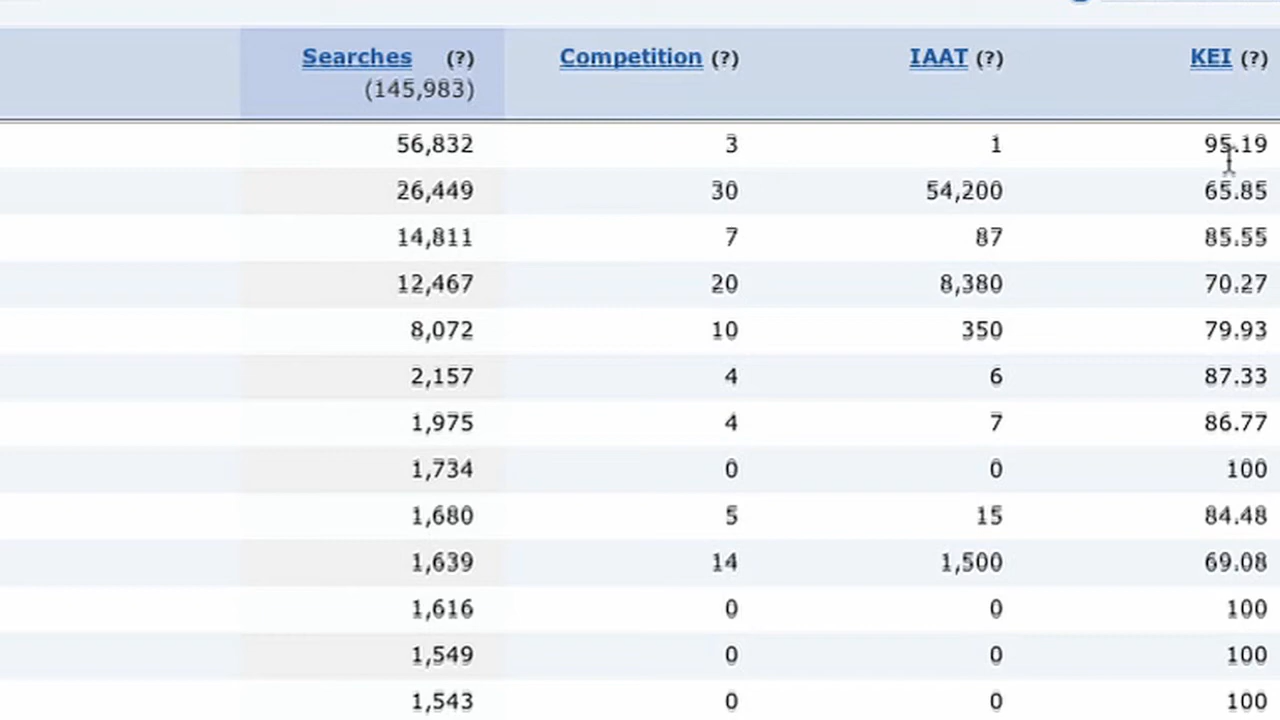 Searches (?) Competition (?) IAAT (?) KEI (?)
(145,983)
56,832 3 1 95.19
26,449 30 54,200 65.85
14,811 7 87 85.55
12,467 20 8,380 70.27
8,072 10 350 79.93
2,157 4 6 87.33
1,975 4 7 86.77
1,734 0 0 100
1,680 5 15 84.48
1,639 14 1,500 69.08
1,616 0 0 100
1,549 0 0 100
1,543 0 0 100